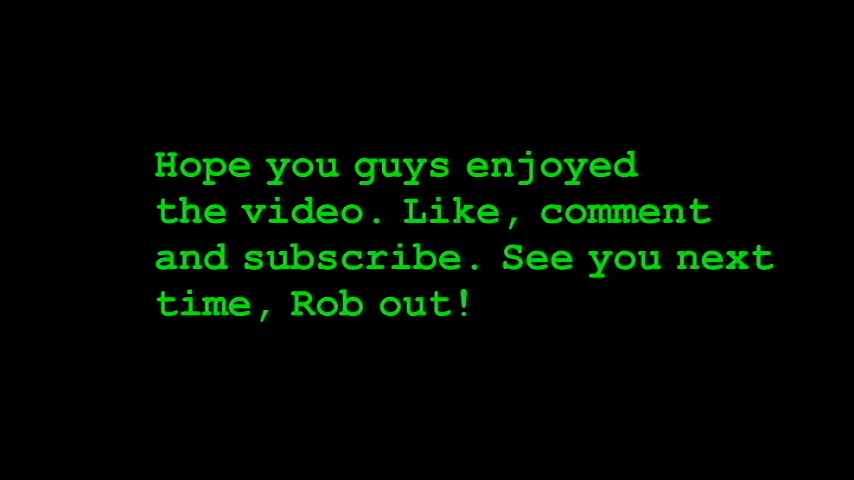 Hope you guys enjoyed
the video. Like, comment
and subscribe. See you next
time, Rob out!